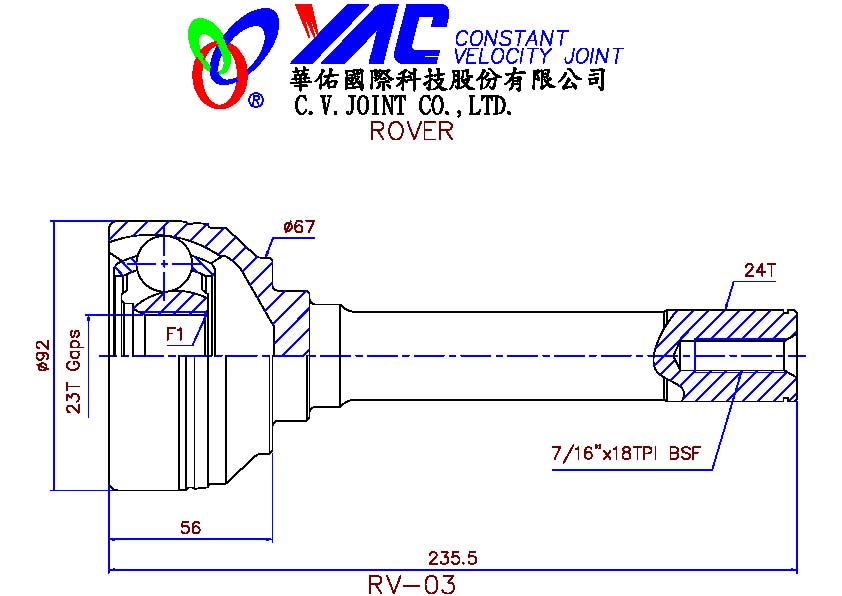 YAC CONSTANT
VELOCITY JOINT
®
華佑國際科技股份有限公司
C.V.JOINT CO.,LTD.
ROVER
ø67
24T
ø92
23T Gaps
F1
7/16"x18TPI BSF
56
235.5
RV-03